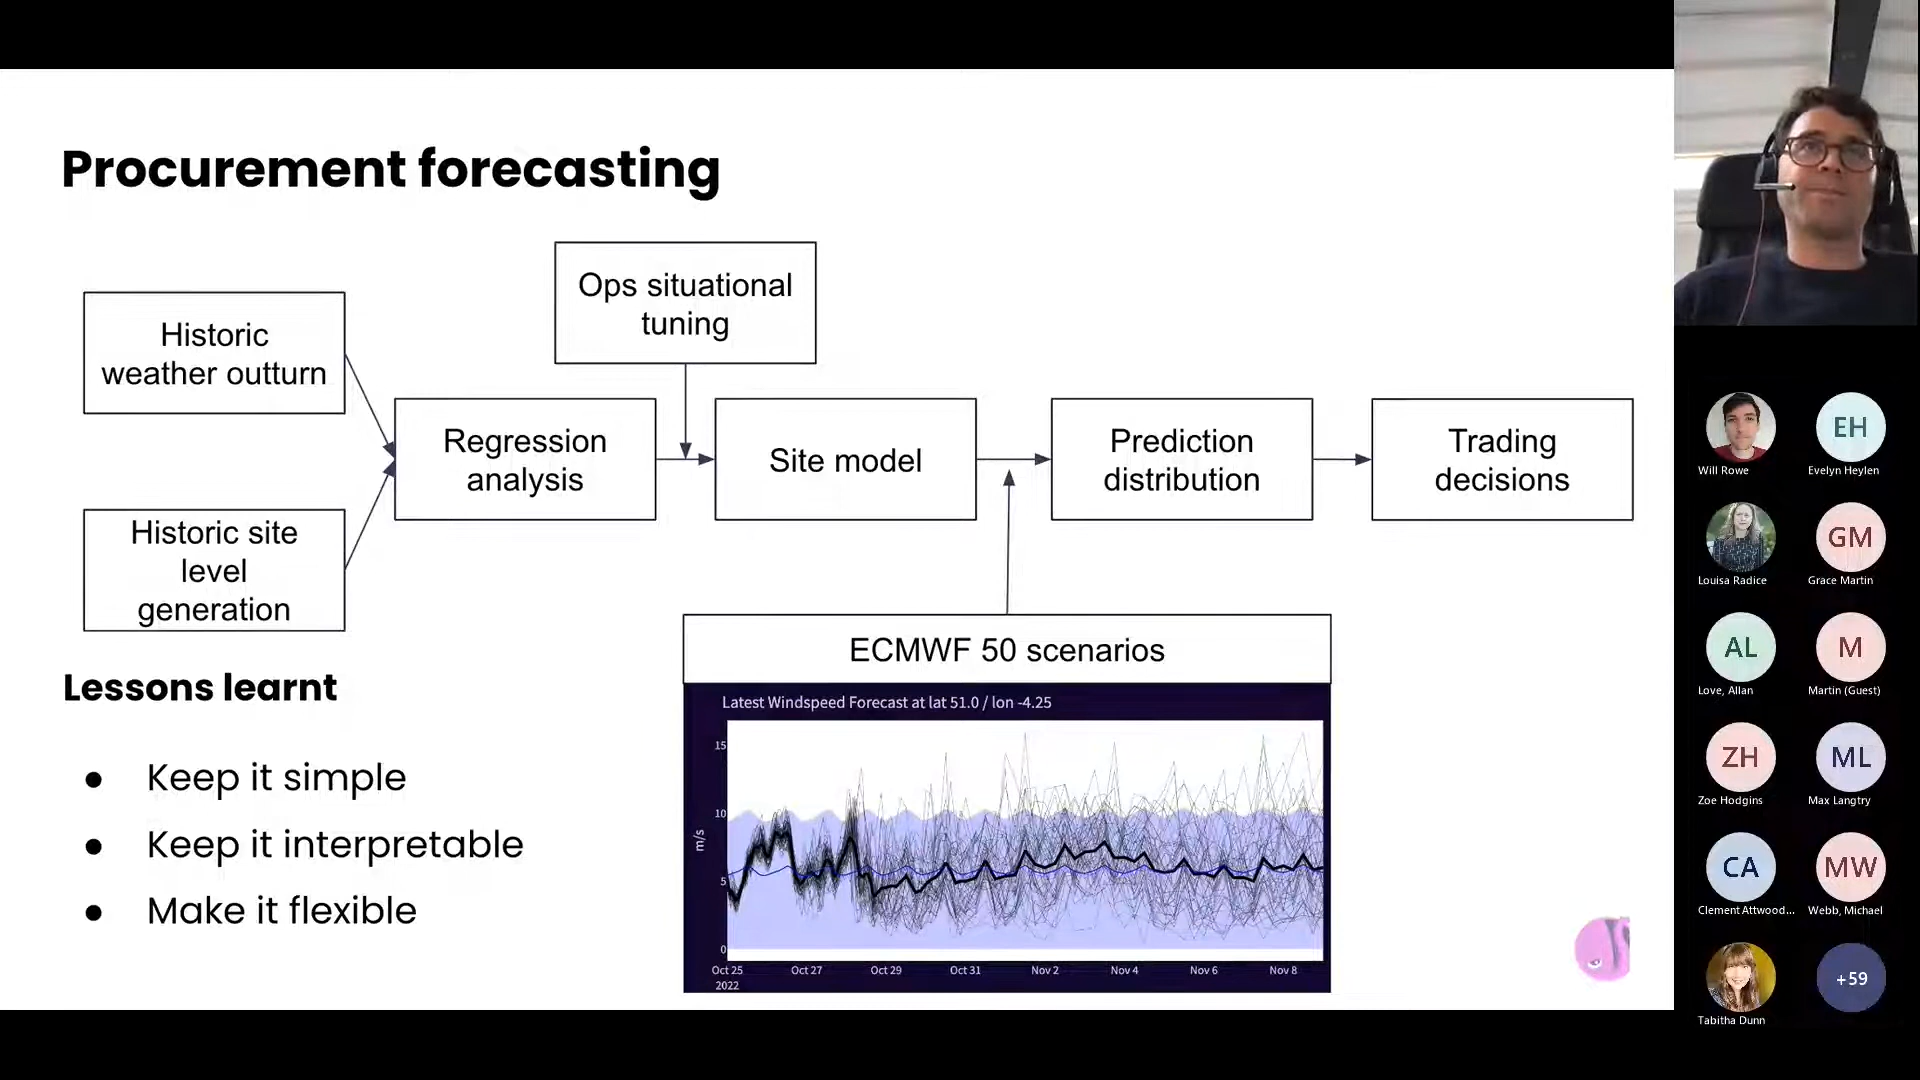 Procurement forecasting
Ops situational
tuning
Historic
weather outturn
Regression
analysis
Site model
Prediction
distribution
Trading
decisions
Historic site
level
generation
ECMWF 50 scenarios
Lessons learnt
● Keep it simple
● Keep it interpretable
● Make it flexible
Latest Windspeed Forecast at lat 51.0 / lon -4.25
15
10
5
0
m/s
Oct 25 Oct 27 Oct 29 Oct 31 Nov 2 Nov 4 Nov 6 Nov 8
2022
EH
Will Rowe Evelyn Heylen
GM
Louisa Radice Grace Martin
AL M
Love, Allan Martin (Guest)
ZH ML
Zoe Hodgins Max Langtry
CA MW
Clement Attwood... Webb, Michael
+59
Tabitha Dunn